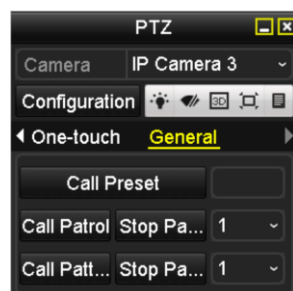 PTZ
Camera IP Camera 3
Configuration 3D
One-touch General
Call Preset
Call Patrol Stop Pa... 1
Call Patt... Stop Pa... 1